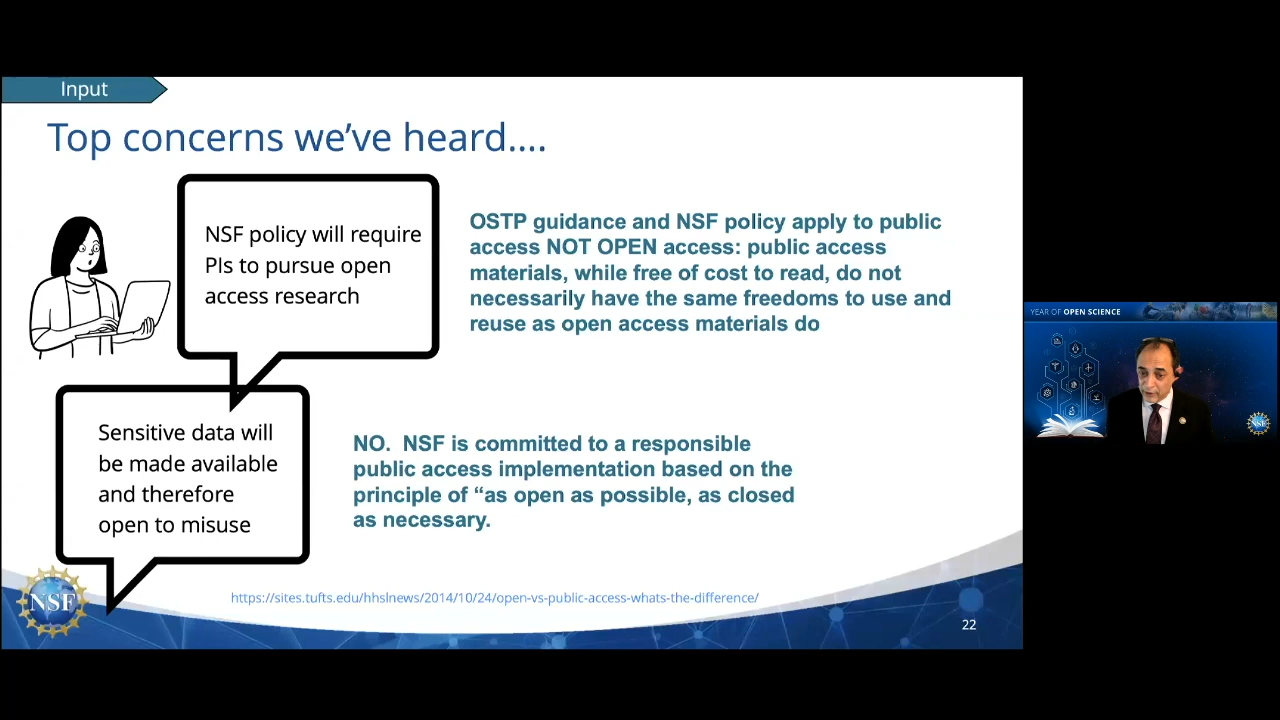 Input
Top concerns we've heard....
NSF policy will require
PIs to pursue open
access research
OSTP guidance and NSF policy apply to public
access NOT OPEN access: public access
materials, while free of cost to read, do not
necessarily have the same freedoms to use and
reuse as open access materials do
YEAR OF OPEN SCIENCE
Sensitive data will
be made available
and therefore
open to misuse
NO.  NSF is committed to a responsible
public access implementation based on the
principle of “as open as possible, as closed
as necessary.
NSF
NSF
https://sites.tufts.edu/hhslnews/2014/10/24/open-vs-public-access-whats-the-difference/
22